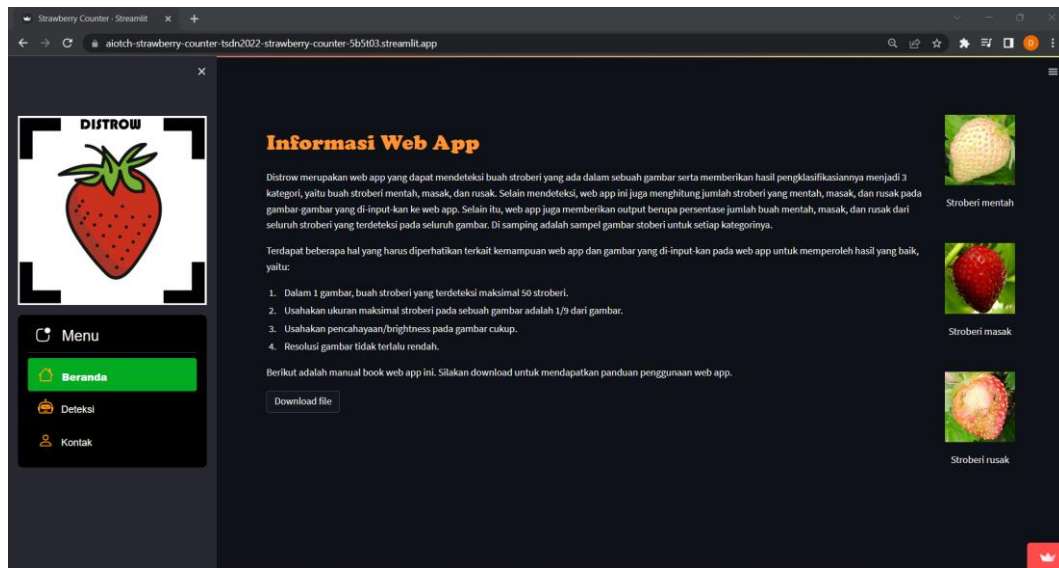 Strawberry Counter · Streamlit
aiotch-strawberry-counter-tsdn2022-strawberry-counter-5b5t03.streamlit.app
DISTROW
Menu
Beranda
Deteksi
Kontak
Informasi Web App
Distrow merupakan web app yang dapat mendeteksi buah stroberi yang ada dalam sebuah gambar serta memberikan hasil pengklasifikasiannya menjadi 3
kategori, yaitu buah stroberi mentah, masak, dan rusak. Selain mendeteksi, web app ini juga menghitung jumlah stroberi yang mentah, masak, dan rusak pada
gambar-gambar yang di-input-kan ke web app. Selain itu, web app juga memberikan output berupa persentase jumlah buah mentah, masak, dan rusak dari
seluruh stroberi yang terdeteksi pada seluruh gambar. Di samping adalah sampel gambar stoberi untuk setiap kategorinya.
Terdapat beberapa hal yang harus diperhatikan terkait kemampuan web app dan gambar yang di-input-kan pada web app untuk memperoleh hasil yang baik,
yaitu:
1. Dalam 1 gambar, buah stroberi yang terdeteksi maksimal 50 stroberi.
2. Usahakan ukuran maksimal stroberi pada sebuah gambar adalah 1/9 dari gambar.
3. Usahakan pencahayaan/brightness pada gambar cukup.
4. Resolusi gambar tidak terlalu rendah.
Berikut adalah manual book web app ini. Silakan download untuk mendapatkan panduan penggunaan web app.
Download file
Stroberi mentah
Stroberi masak
Stroberi rusak
D